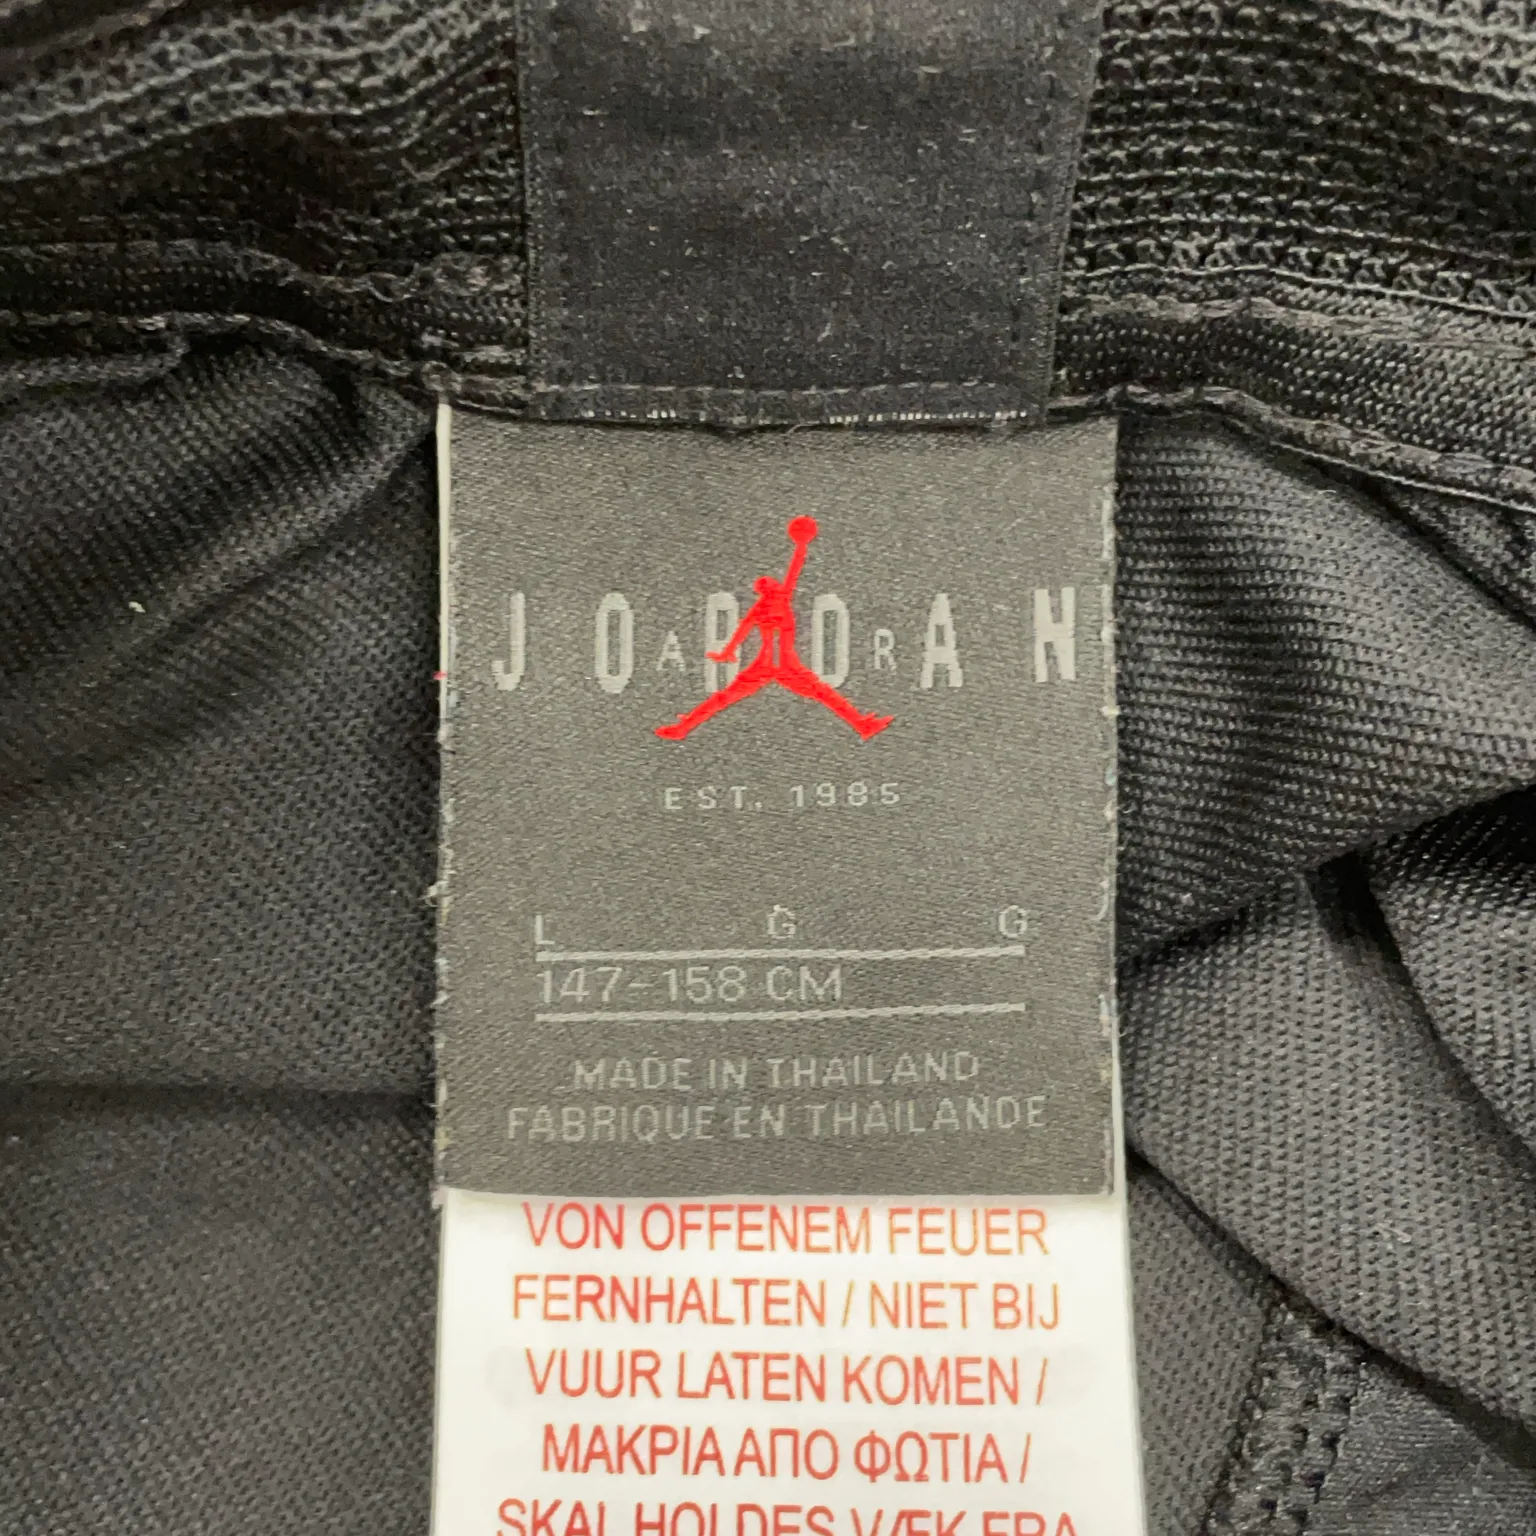 JORDAN
AIR
EST. 1985
L G G
147-158 CM
MADE IN THAILAND
FABRIQUE EN THAILANDE
VON OFFENEM FEUER
FERNHALTEN / NIET BIJ
VUUR LATEN KOMEN /
ΜΑΚΡΙΑ ΑΠΟ ΦΩΤΙΑ /
SKAL HOLDES VÆK FRA